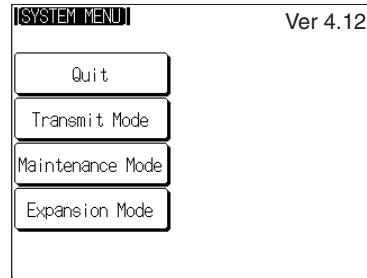 [SYSTEM MENU]
Ver 4.12
Quit
Transmit Mode
Maintenance Mode
Expansion Mode